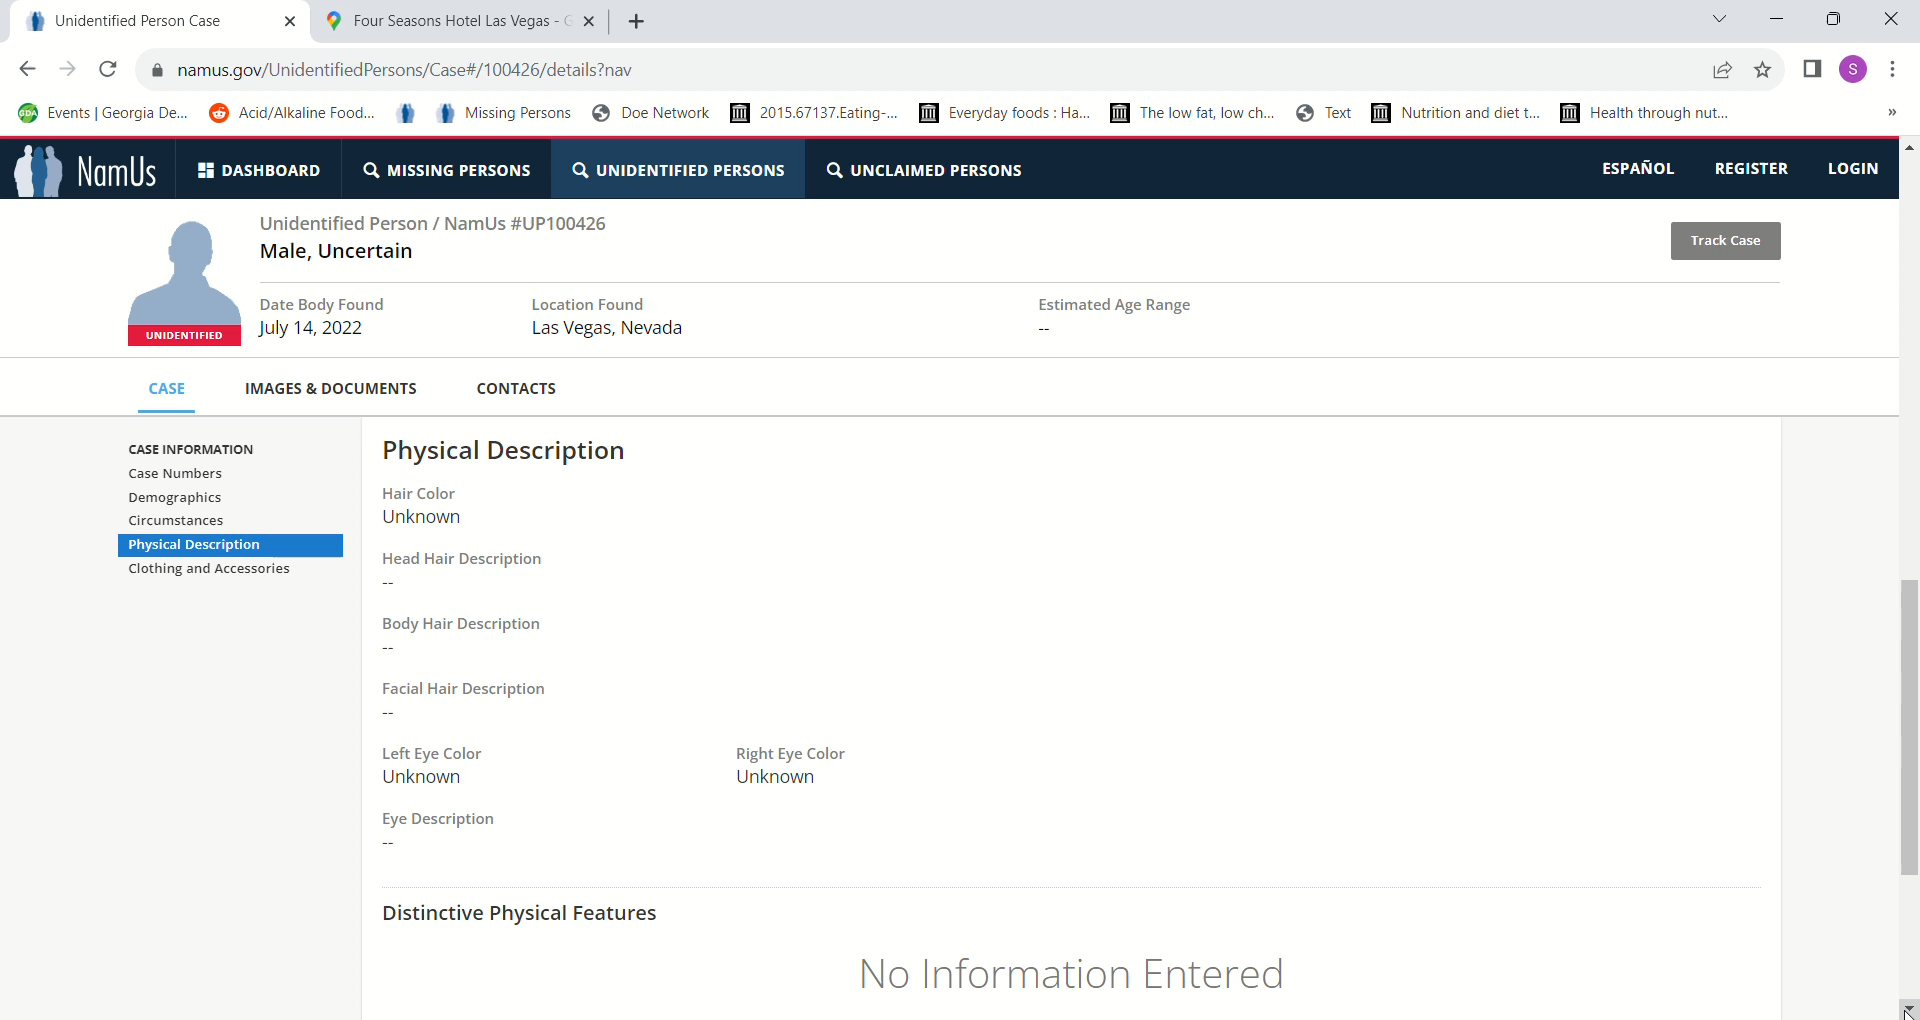 Unidentified Person Case
Four Seasons Hotel Las Vegas -
namus.gov/UnidentifiedPersons/Case#/100426/details?nav
S
GDA
Events | Georgia De...
Acid/Alkaline Food...
Missing Persons
Doe Network
2015.67137.Eating-...
Everyday foods : Ha...
The low fat, low ch...
Text
Nutrition and diet t...
Health through nut...
»
NamUs
DASHBOARD
MISSING PERSONS
UNIDENTIFIED PERSONS
UNCLAIMED PERSONS
ESPAÑOL
REGISTER
LOGIN
Unidentified Person / NamUs #UP100426
Male, Uncertain
Track Case
UNIDENTIFIED
Date Body Found
July 14, 2022
Location Found
Las Vegas, Nevada
Estimated Age Range
--
CASE
IMAGES & DOCUMENTS
CONTACTS
CASE INFORMATION
Case Numbers
Demographics
Circumstances
Physical Description
Clothing and Accessories
Physical Description
Hair Color
Unknown
Head Hair Description
--
Body Hair Description
--
Facial Hair Description
--
Left Eye Color
Unknown
Right Eye Color
Unknown
Eye Description
--
Distinctive Physical Features
No Information Entered